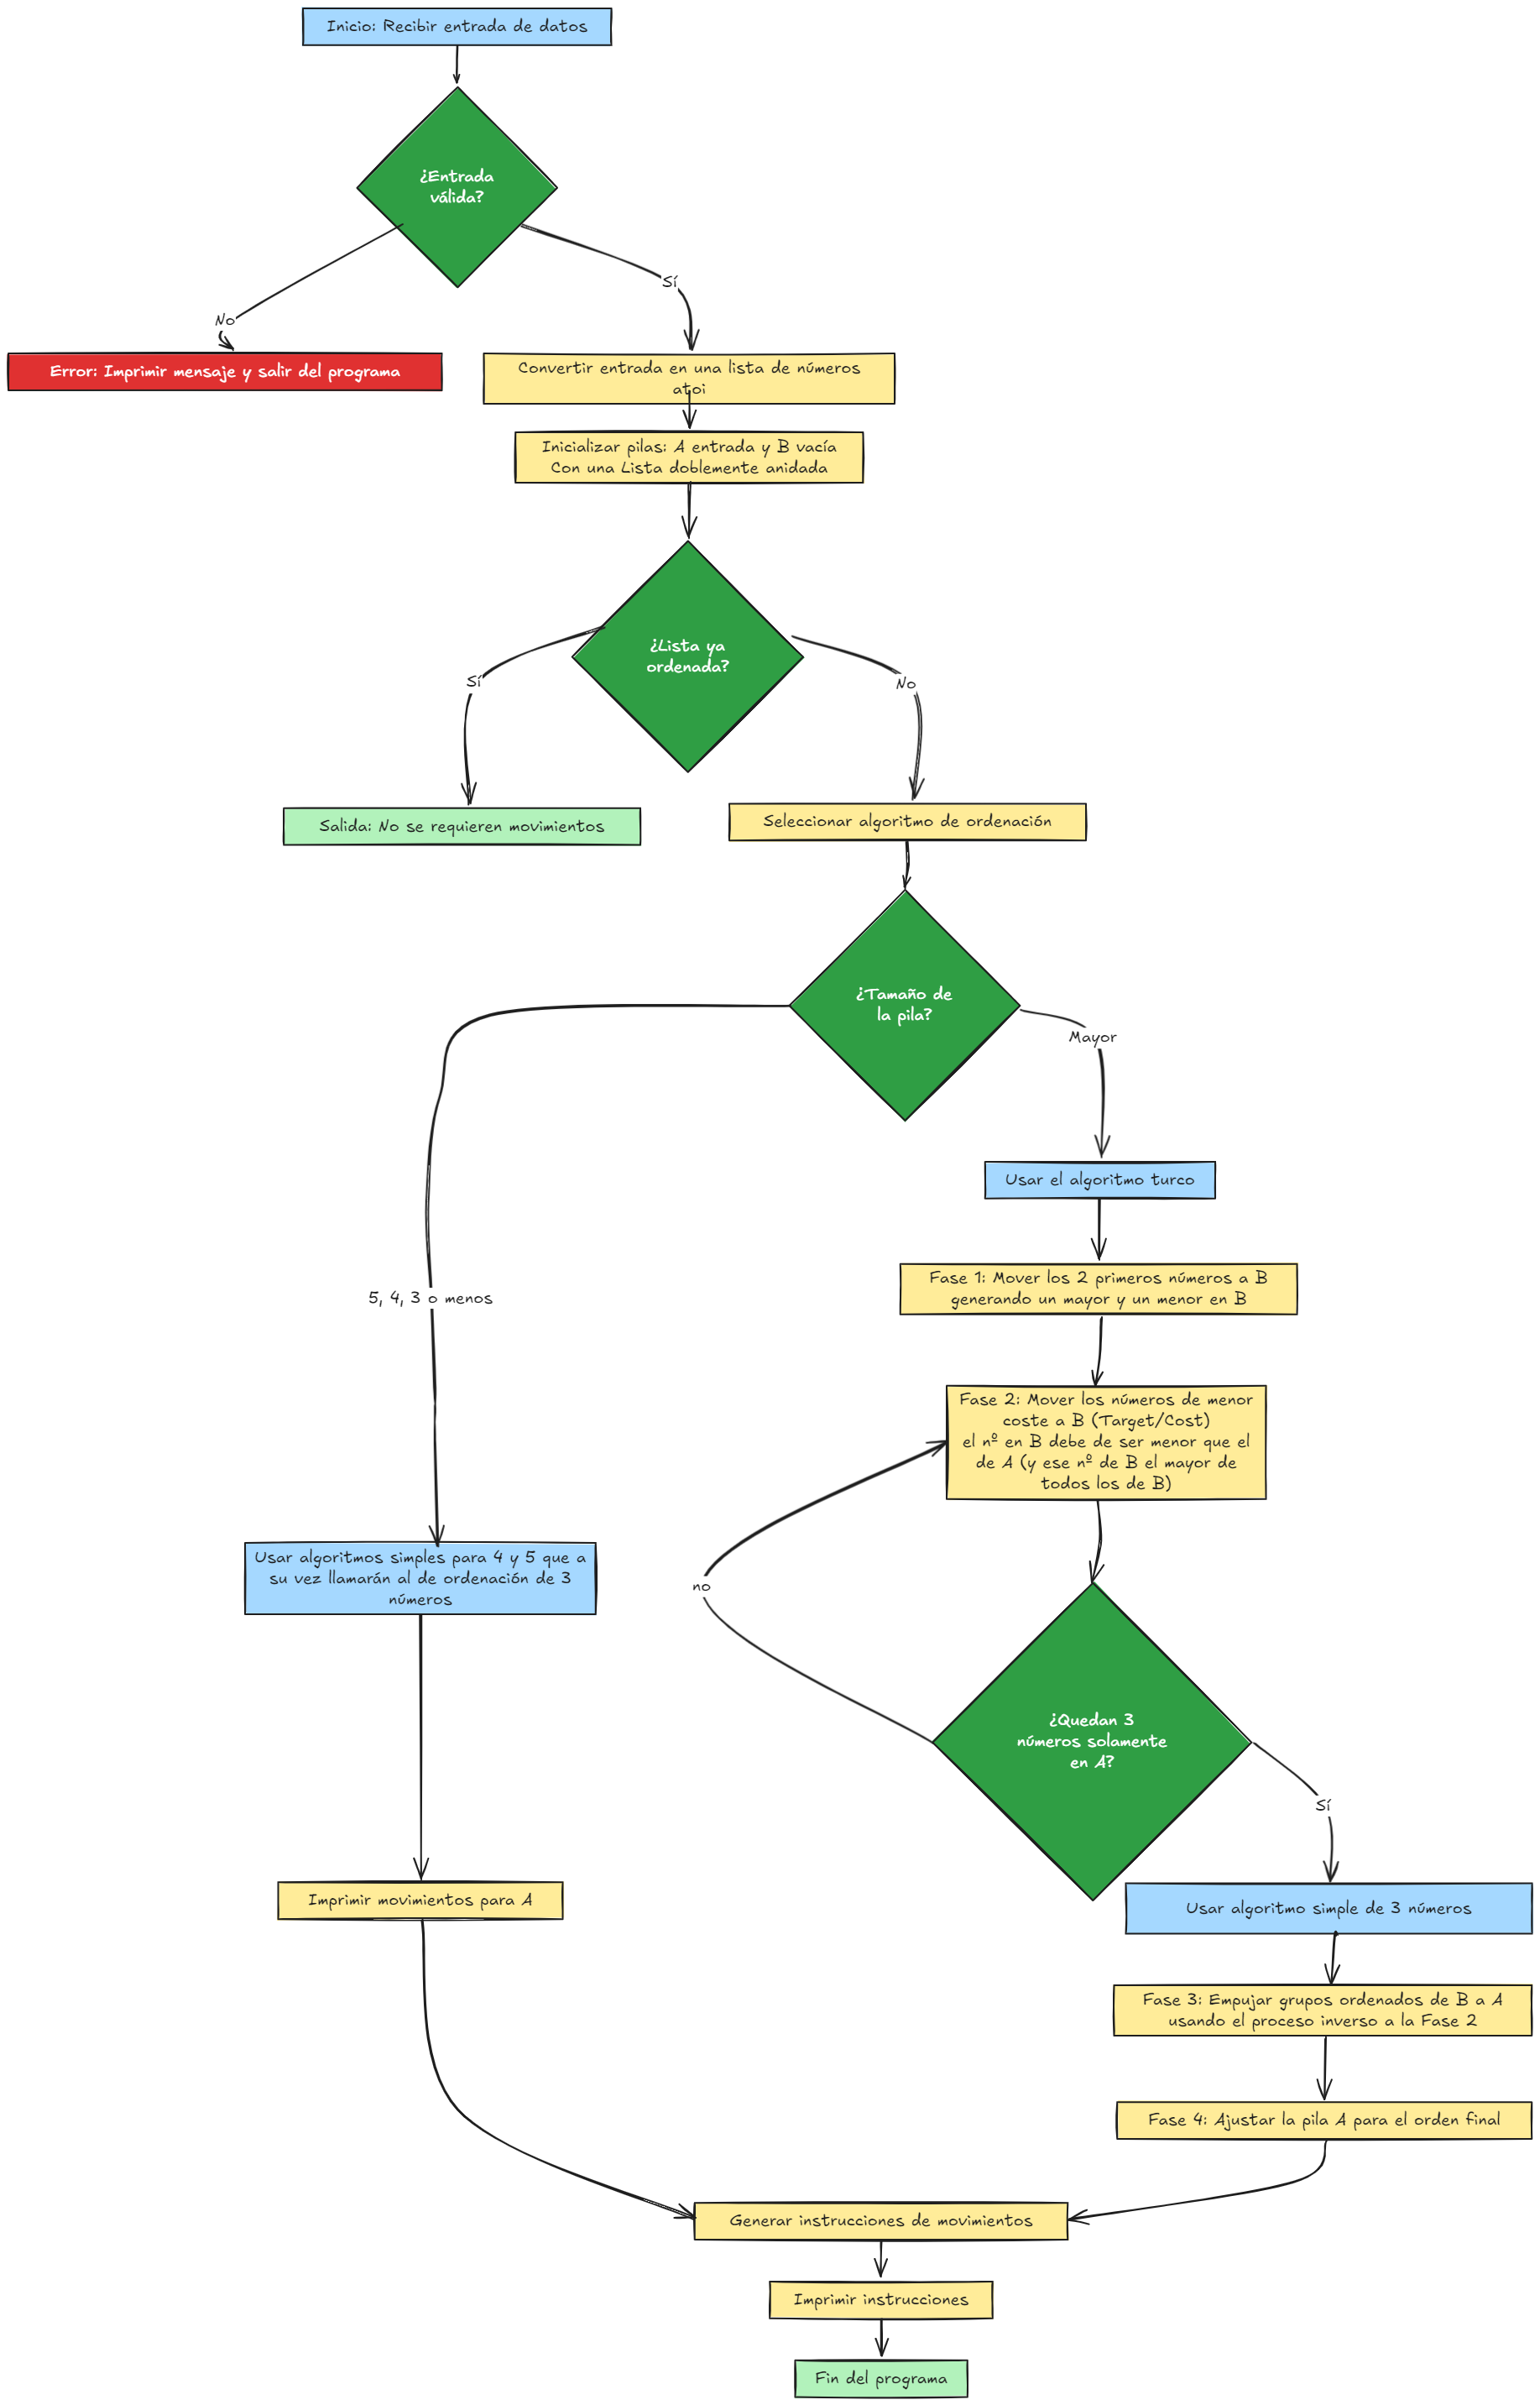 Inicio: Recibir entrada de datos
¿Entrada
válida?
Sí
No
Error: Imprimir mensaje y salir del programa
Convertir entrada en una lista de números
atoi
Inicializar pilas: A entrada y B vacía
Con una Lista doblemente anidada
¿Lista ya
ordenada?
Sí
No
Salida: No se requieren movimientos
Seleccionar algoritmo de ordenación
¿Tamaño de
la pila?
Mayor
Usar el algoritmo turco
Fase 1: Mover los 2 primeros números a B
generando un mayor y un menor en B
5, 4, 3 o menos
Fase 2: Mover los números de menor
coste a B (Target/Cost)
el nº en B debe de ser menor que el
de A (y ese nº de B el mayor de
todos los de B)
Usar algoritmos simples para 4 y 5 que a
su vez llamarán al de ordenación de 3
números
no
¿Quedan 3
números solamente
en A?
Sí
Imprimir movimientos para A
Usar algoritmo simple de 3 números
Fase 3: Empujar grupos ordenados de B a A
usando el proceso inverso a la Fase 2
Fase 4: Ajustar la pila A para el orden final
Generar instrucciones de movimientos
Imprimir instrucciones
Fin del programa